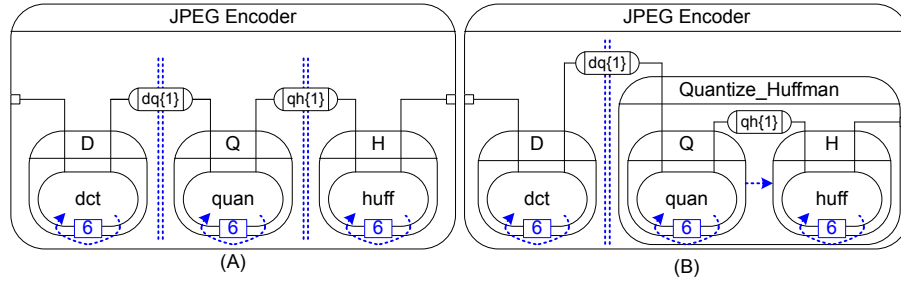 JPEG Encoder
dq{1}
qh{1}
D
Q
H
dct
quan
huff
6
6
6
(A)
JPEG Encoder
dq{1}
Quantize_Huffman
qh{1}
D
Q
H
dct
quan
huff
6
6
6
(B)